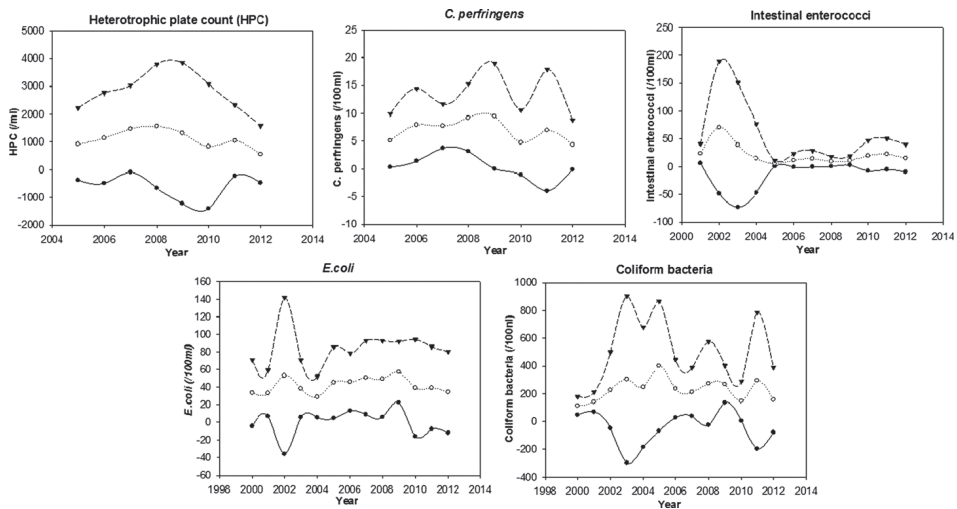 Heterotrophic plate count (HPC)
5000
4000
3000
2000
1000
0
-1000
-2000
HPC (/ml)
2004 2006 2008 2010 2012 2014
Year
C. perfringens
25
20
15
10
5
0
-5
-10
C. perfringens (/100ml)
2004 2006 2008 2010 2012 2014
Year
Intestinal enterococci
250
200
150
100
50
0
-50
-100
Intestinal enterococci (/100ml)
2000 2002 2004 2006 2008 2010 2012 2014
Year
E.coli
160
140
120
100
80
60
40
20
0
-20
-40
-60
E.coli (/100ml)
1998 2000 2002 2004 2006 2008 2010 2012 2014
Year
Coliform bacteria
1000
800
600
400
200
0
-200
-400
Coliform bacteria (/100nl)
1998 2000 2002 2004 2006 2008 2010 2012 2014
Year